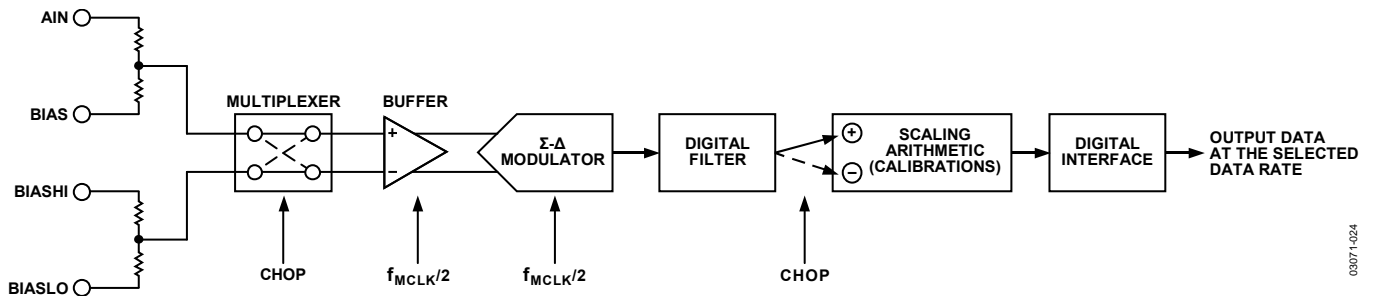 AIN
BIAS
BIASHI
BIASLO
MULTIPLEXER
CHOP
BUFFER
+
−
fMCLK/2
Σ-Δ
MODULATOR
fMCLK/2
DIGITAL
FILTER
CHOP
+
−
SCALING
ARITHMETIC
(CALIBRATIONS)
DIGITAL
INTERFACE
OUTPUT DATA
AT THE SELECTED
DATA RATE
03071-024